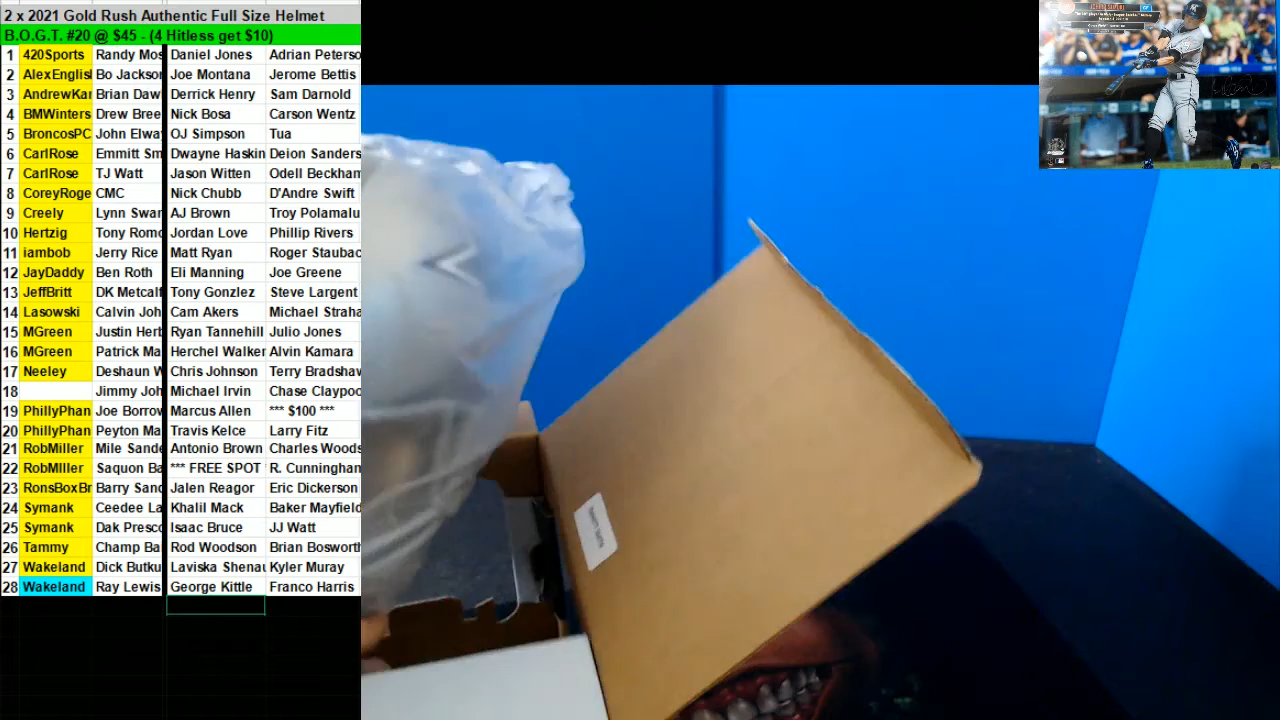 2 x 2021 Gold Rush Authentic Full Size Helmet
B.O.G.T. #20 @ $45 - (4 Hitless get $10)
1 420Sports Randy Mos Daniel Jones Adrian Peterso
2 AlexEnglis Bo Jackson Joe Montana Jerome Bettis
3 AndrewKar Brian Daw Derrick Henry Sam Darnold
4 BMWinters Drew Bree Nick Bosa Carson Wentz
5 BroncosPC John Elwa OJ Simpson Tua
6 CarlRose Emmitt Sm Dwayne Haskin Deion Sanders
7 CarlRose TJ Watt Jason Witten Odell Beckham
8 CoreyRoge CMC Nick Chubb D'Andre Swift
9 Creely Lynn Swar AJ Brown Troy Polamalu
10 Hertzig Tony Romo Jordan Love Phillip Rivers
11 iambob Jerry Rice Matt Ryan Roger Staubac
12 JayDaddy Ben Roth Eli Manning Joe Greene
13 JeffBritt DK Metcalf Tony Gonzlez Steve Largent
14 Lasowski Calvin Joh Cam Akers Michael Straha
15 MGreen Justin Herb Ryan Tannehill Julio Jones
16 MGreen Patrick Ma Herchel Walker Alvin Kamara
17 Neeley Deshaun W Chris Johnson Terry Bradshav
18 Jimmy Joh Michael Irvin Chase Claypoo
19 PhillyPhan Joe Borrow Marcus Allen *** $100 ***
20 PhillyPhan Peyton Ma Travis Kelce Larry Fitz
21 RobMiller Mile Sande Antonio Brown Charles Woods
22 RobMIller Saquon Ba *** FREE SPOT R. Cunningham
23 RonsBoxBr Barry Sand Jalen Reagor Eric Dickerson
24 Symank Ceedee La Khalil Mack Baker Mayfield
25 Symank Dak Presco Isaac Bruce JJ Watt
26 Tammy Champ Ba Rod Woodson Brian Bosworth
27 Wakeland Dick Butku Laviska Shenau Kyler Muray
28 Wakeland Ray Lewis George Kittle Franco Harris